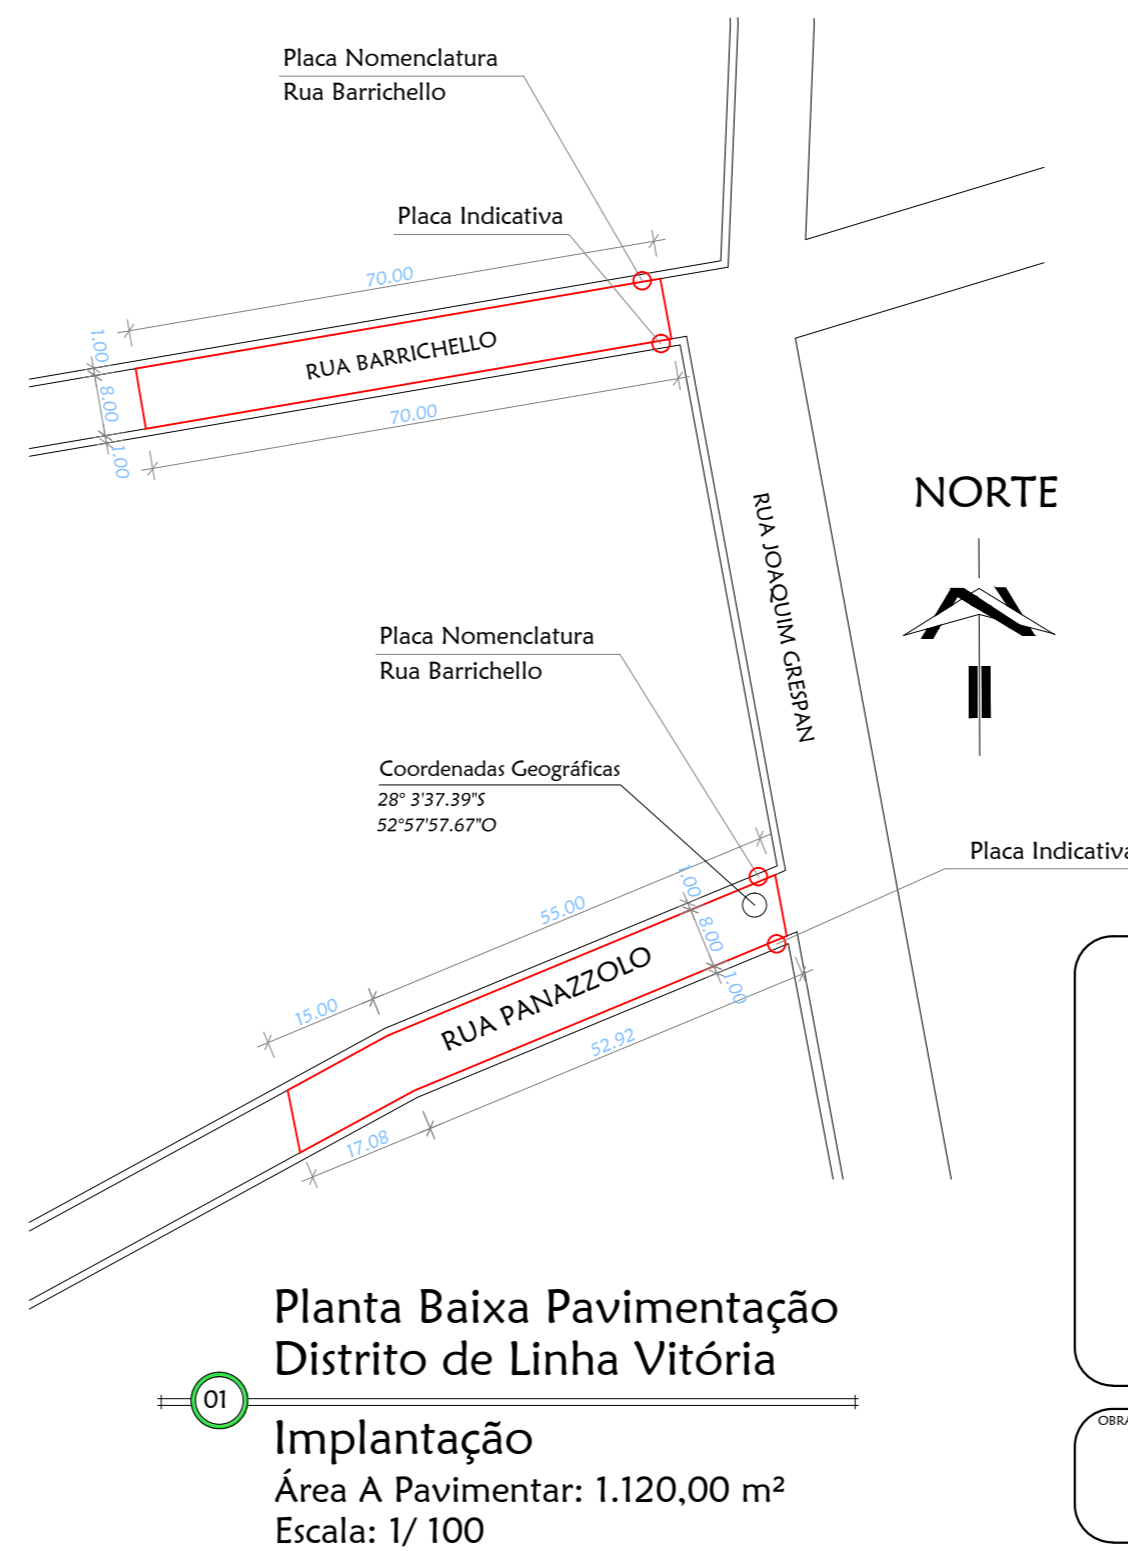 Placa Nomenclatura
Rua Barrichello
Placa Indicativa
70.00
RUA BARRICHELLO
1.00
8.00
1.00
70.00
NORTE
RUA JOAQUIM GRESPAN
Placa Nomenclatura
Rua Barrichello
Coordenadas Geográficas
28° 3'37.39"S
52°57'57.67"O
Placa Indicativa
1.00
8.00
1.00
55.00
RUA PANAZZOLO
15.00
52.92
17.08
Planta Baixa Pavimentação
Distrito de Linha Vitória
01
Implantação
Área A Pavimentar: 1.120,00 m²
Escala: 1/ 100
OBRA